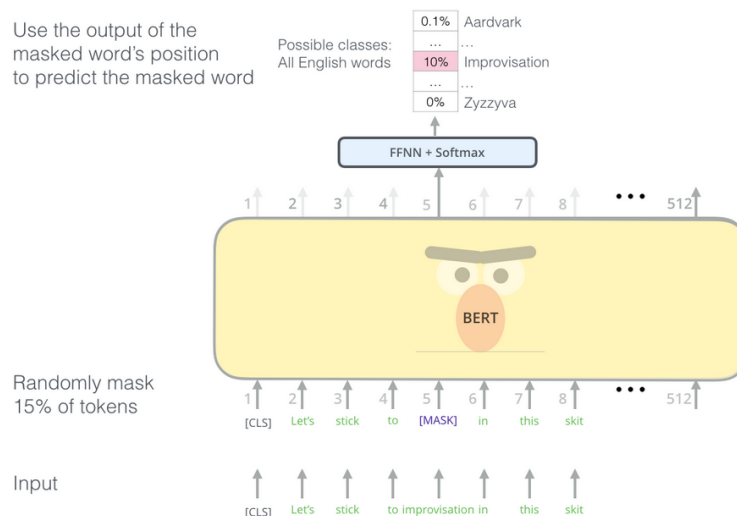 Use the output of the
masked word's position
to predict the masked word
Possible classes:
All English words
0.1% Aardvark
... ...
10% Improvisation
... ...
0% Zyzzyva
FFNN + Softmax
1 2 3 4 5 6 7 8 ... 512
BERT
Randomly mask
15% of tokens
1 2 3 4 5 6 7 8 ... 512
[CLS] Let's stick to [MASK] in this skit
Input
[CLS] Let's stick to improvisation in this skit